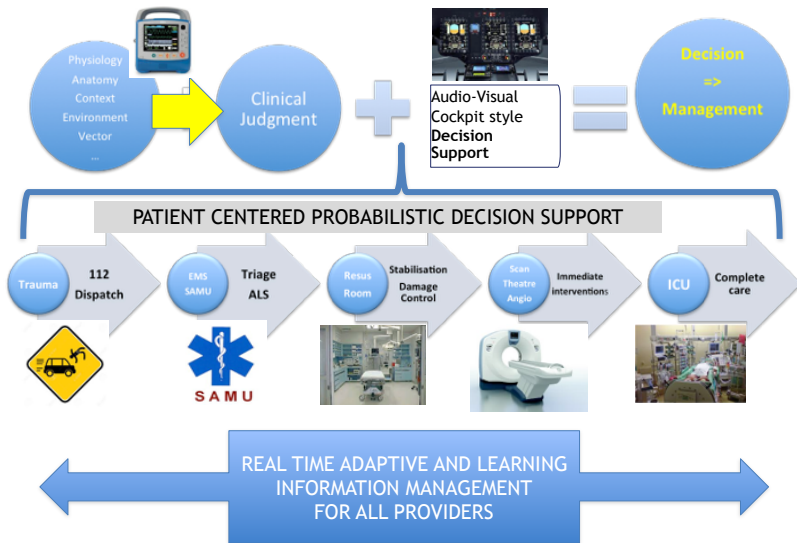 Physiology
Anatomy
Context
Environment
Vector
...
Clinical
Judgment
Audio-Visual
Cockpit style
Decision
Support
Decision
=>
Management
PATIENT CENTERED PROBABILISTIC DECISION SUPPORT
Trauma
112
Dispatch
EMS
SAMU
Triage
ALS
Resus
Room
Stabilisation
Damage
Control
Scan
Theatre
Angio
Immediate
interventions
ICU
Complete
care
SAMU
REAL TIME ADAPTIVE AND LEARNING
INFORMATION MANAGEMENT
FOR ALL PROVIDERS